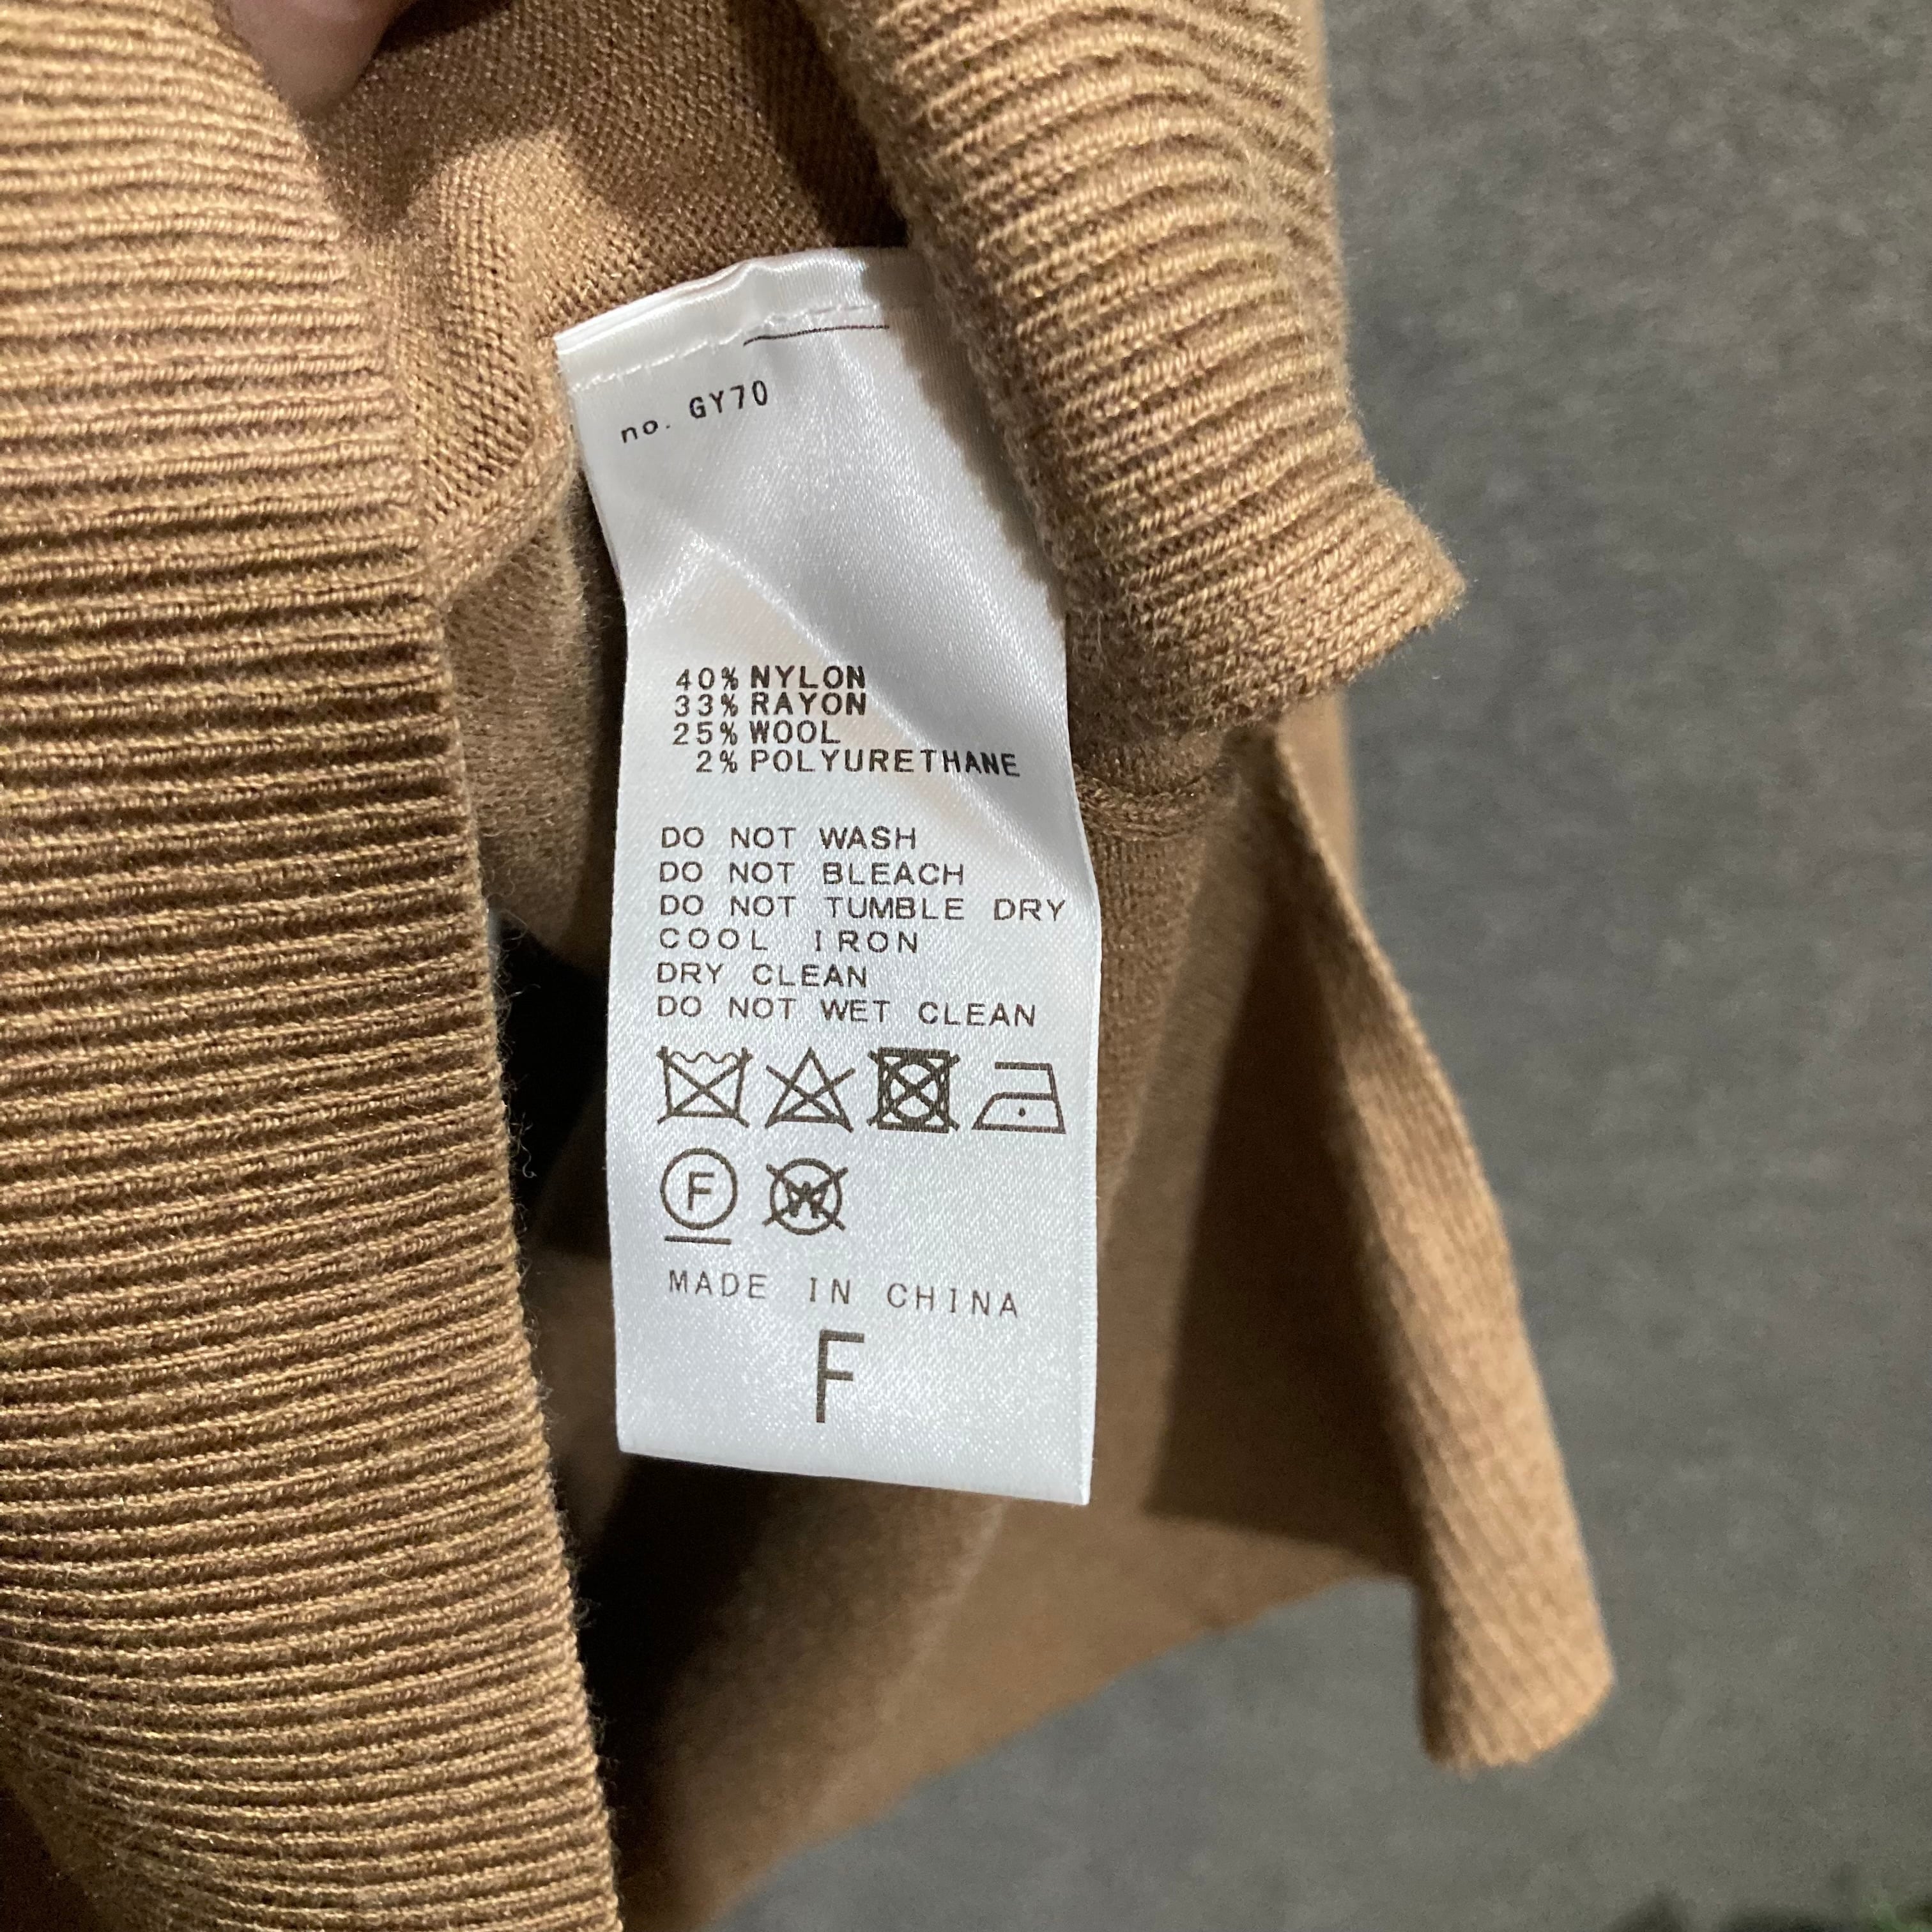 no. GY70
40% NYLON
33% RAYON
25% WOOL
2% POLYURETHANE
DO NOT WASH
DO NOT BLEACH
DO NOT TUMBLE DRY
COOL IRON
DRY CLEAN
DO NOT WET CLEAN
F W
MADE IN CHINA
F